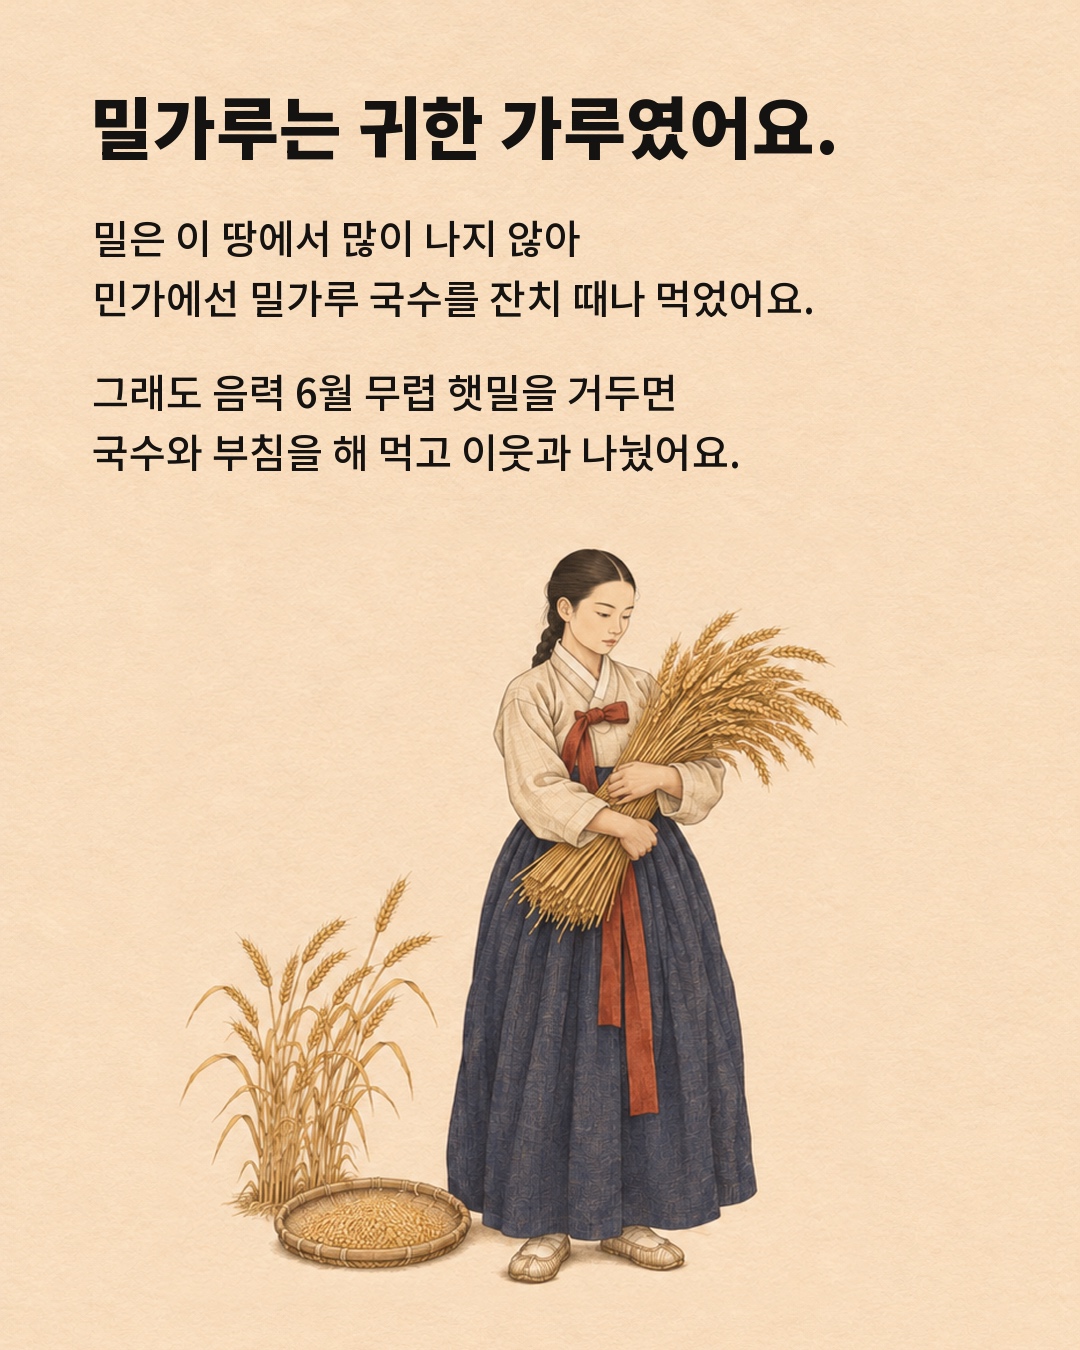 밀가루는 귀한 가루였어요.
밀은 이 땅에서 많이 나지 않아
민가에선 밀가루 국수를 잔치 때나 먹었어요.
그래도 음력 6월 무렵 햇밀을 거두면
국수와 부침을 해 먹고 이웃과 나눴어요.